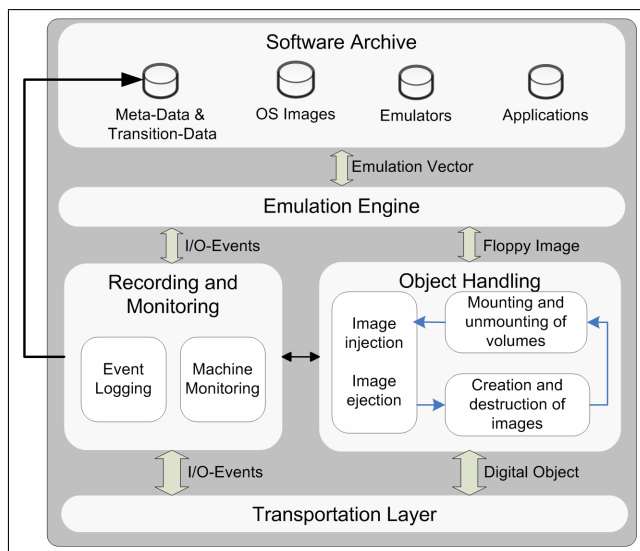 Software Archive
Meta-Data &
Transition-Data
OS Images
Emulators
Applications
Emulation Vector
Emulation Engine
I/O-Events
Floppy Image
Recording and
Monitoring
Event
Logging
Machine
Monitoring
Object Handling
Image
injection
Image
ejection
Mounting and
unmounting of
volumes
Creation and
destruction of
images
I/O-Events
Digital Object
Transportation Layer